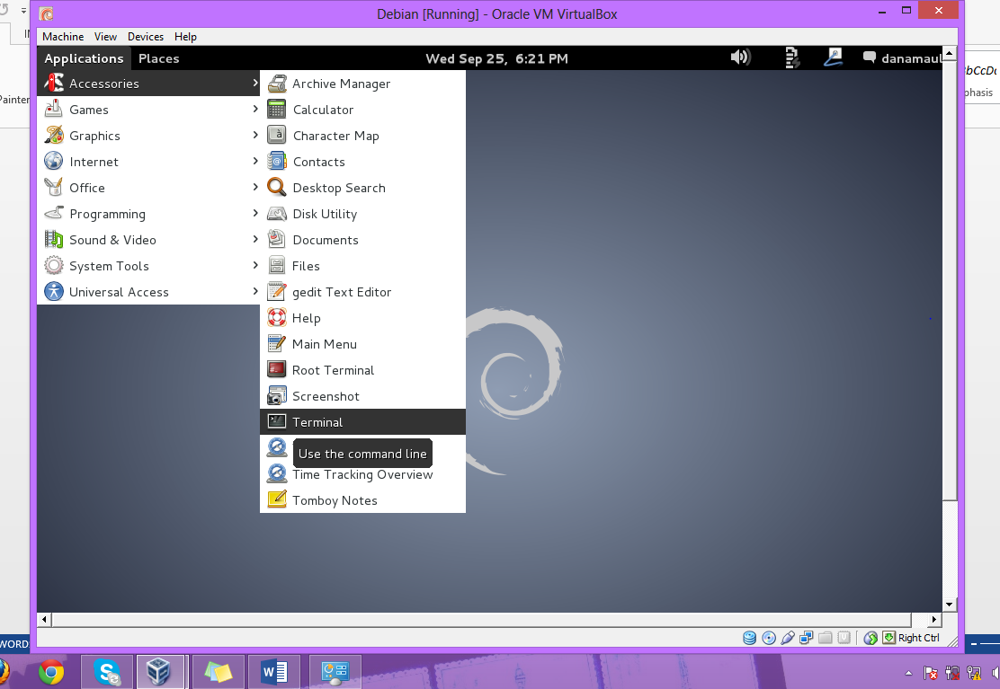 Debian [Running] - Oracle VM VirtualBox
Machine View Devices Help
Applications Places Wed Sep 25, 6:21 PM danamaul
Accessories
Games
Graphics
Internet
Office
Programming
Sound & Video
System Tools
Universal Access
Archive Manager
Calculator
Character Map
Contacts
Desktop Search
Disk Utility
Documents
Files
gedit Text Editor
Help
Main Menu
Root Terminal
Screenshot
Terminal
Use the command line
Time Tracking Overview
Tomboy Notes
Painter
bCcD
phasis
WORD
Right Ctrl